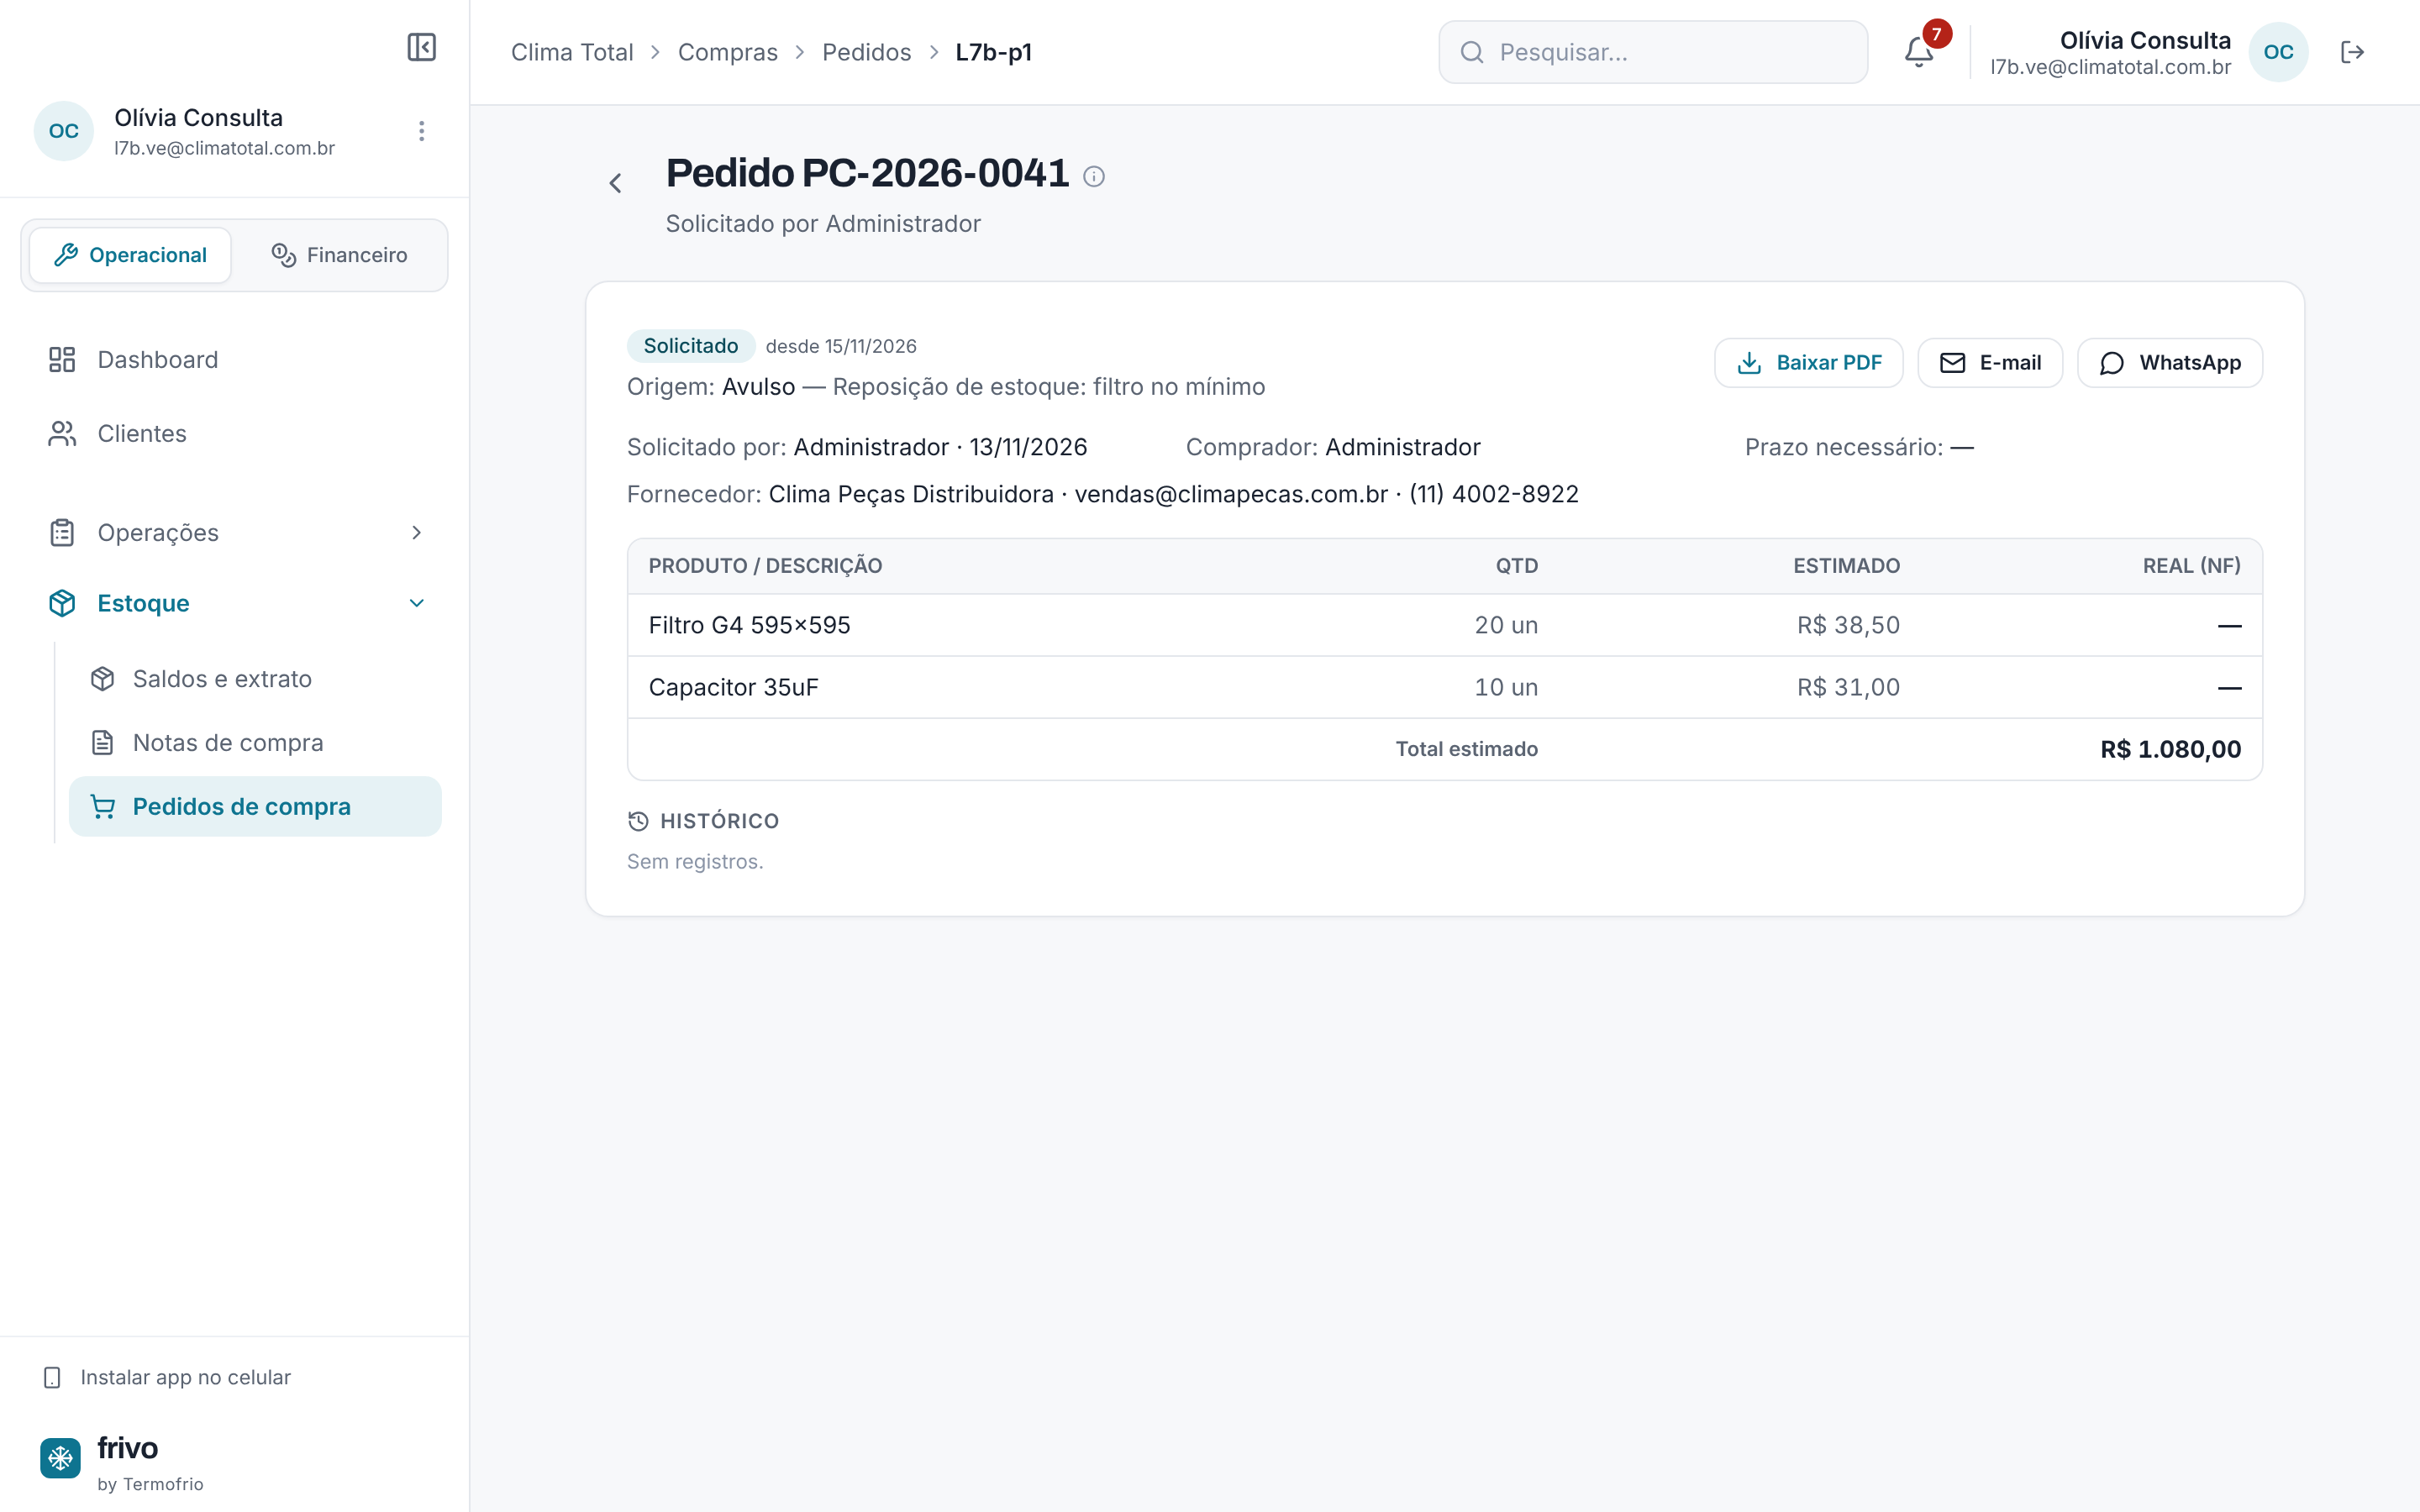 Clima Total > Compras > Pedidos > L7b-p1
Pesquisar...
7
Olívia Consulta
l7b.ve@climatotal.com.br
OC
OC
Olívia Consulta
l7b.ve@climatotal.com.br
Operacional
Financeiro
Dashboard
Clientes
Operações
Estoque
Saldos e extrato
Notas de compra
Pedidos de compra
Instalar app no celular
frivo
by Termofrio
Pedido PC-2026-0041
Solicitado por Administrador
Solicitado desde 15/11/2026
Origem: Avulso — Reposição de estoque: filtro no mínimo
Baixar PDF
E-mail
WhatsApp
Solicitado por: Administrador · 13/11/2026
Comprador: Administrador
Prazo necessário: —
Fornecedor: Clima Peças Distribuidora · vendas@climapecas.com.br · (11) 4002-8922
PRODUTO / DESCRIÇÃO QTD ESTIMADO REAL (NF)
Filtro G4 595×595 20 un R$ 38,50 —
Capacitor 35uF 10 un R$ 31,00 —
Total estimado R$ 1.080,00
HISTÓRICO
Sem registros.